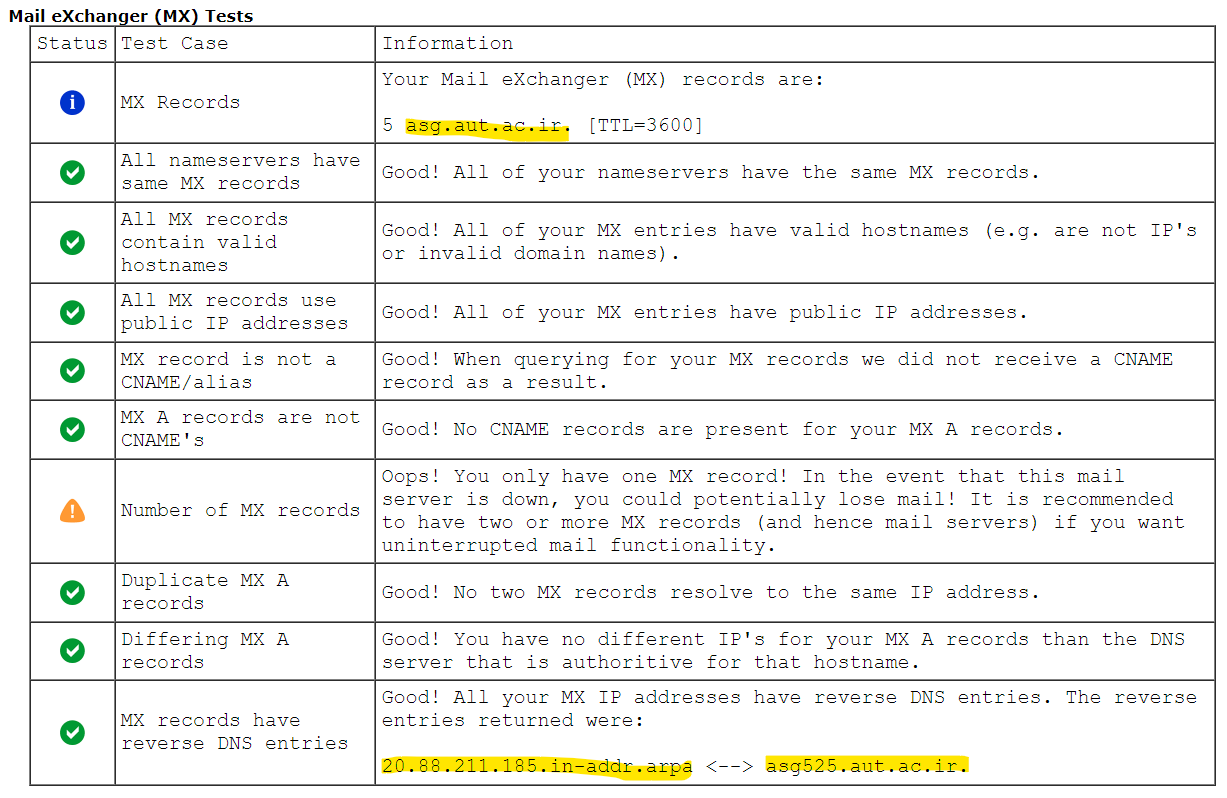 Mail eXchanger (MX) Tests
Status Test Case Information
MX Records
Your Mail eXchanger (MX) records are:
5 asg.aut.ac.ir. [TTL=3600]
All nameservers have
same MX records
Good! All of your nameservers have the same MX records.
All MX records
contain valid
hostnames
Good! All of your MX entries have valid hostnames (e.g. are not IP's
or invalid domain names).
All MX records use
public IP addresses
Good! All of your MX entries have public IP addresses.
MX record is not a
CNAME/alias
Good! When querying for your MX records we did not receive a CNAME
record as a result.
MX A records are not
CNAME's
Good! No CNAME records are present for your MX A records.
Number of MX records
Oops! You only have one MX record! In the event that this mail
server is down, you could potentially lose mail! It is recommended
to have two or more MX records (and hence mail servers) if you want
uninterrupted mail functionality.
Duplicate MX A
records
Good! No two MX records resolve to the same IP address.
Differing MX A
records
Good! You have no different IP's for your MX A records than the DNS
server that is authoritive for that hostname.
MX records have
reverse DNS entries
Good! All your MX IP addresses have reverse DNS entries. The reverse
entries returned were:
20.88.211.185.in-addr.arpa <--> asg525.aut.ac.ir.